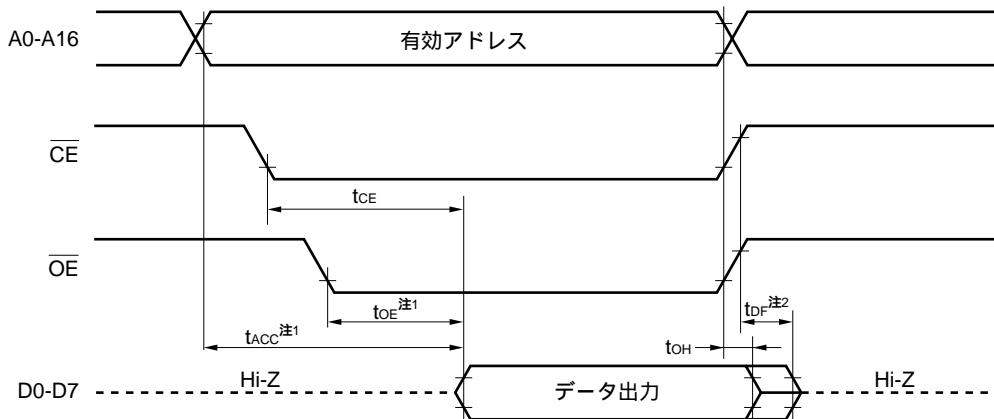 A0-A16
有効アドレス
CE
tCE
OE
tOE注1
tDF注2
tACC注1
tOH
D0-D7
Hi-Z
データ出力
Hi-Z